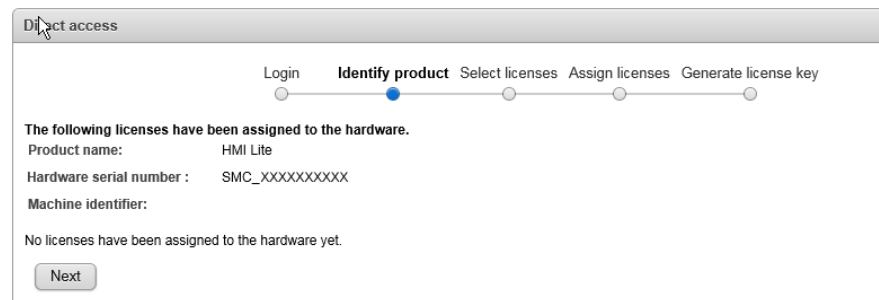 Direct access
Login Identify product Select licenses Assign licenses Generate license key
The following licenses have been assigned to the hardware.
Product name: HMI Lite
Hardware serial number : SMC_XXXXXXXXXX
Machine identifier:
No licenses have been assigned to the hardware yet.
Next